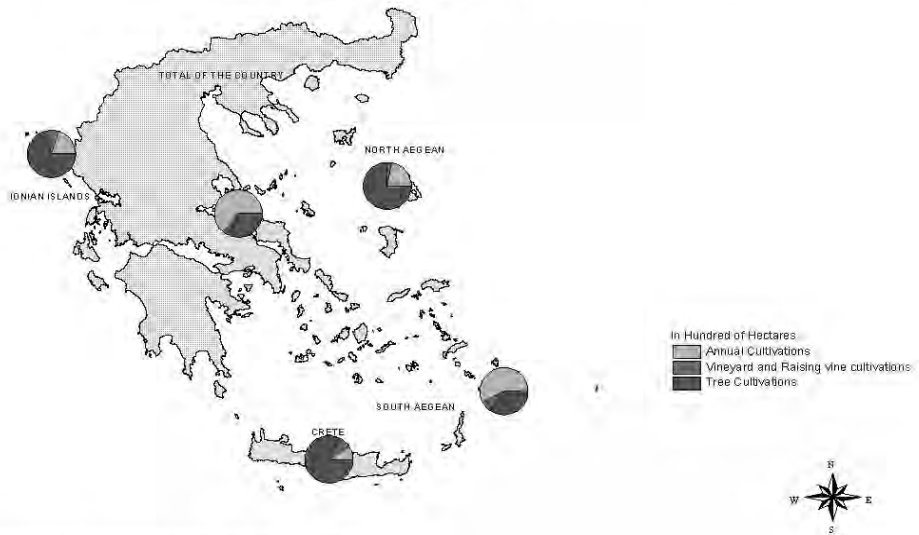 TOTAL OF THE COUNTRY
NORTH AEGEAN
IONIAN ISLANDS
In Hundred of Hectares
Annual Cultivations
Vineyard and Raising vine cultivations
Tree Cultivations
SOUTH AEGEAN
CRETE
N
W E
S